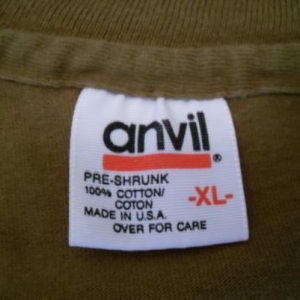 anvil®
PRE-SHRUNK
100% COTTON/
COTON
MADE IN U.S.A.
OVER FOR CARE
-XL-